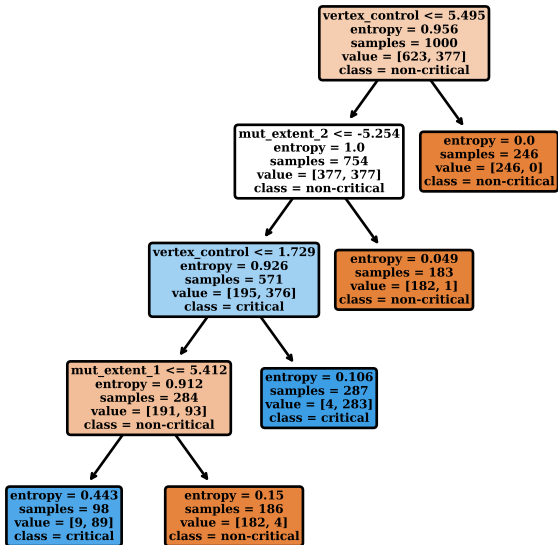 vertex_control <= 5.495
entropy = 0.956
samples = 1000
value = [623, 377]
class = non-critical
mut_extent_2 <= -5.254
entropy = 1.0
samples = 754
value = [377, 377]
class = non-critical
entropy = 0.0
samples = 246
value = [246, 0]
class = non-critical
vertex_control <= 1.729
entropy = 0.926
samples = 571
value = [195, 376]
class = critical
entropy = 0.049
samples = 183
value = [182, 1]
class = non-critical
mut_extent_1 <= 5.412
entropy = 0.912
samples = 284
value = [191, 93]
class = non-critical
entropy = 0.106
samples = 287
value = [4, 283]
class = critical
entropy = 0.443
samples = 98
value = [9, 89]
class = critical
entropy = 0.15
samples = 186
value = [182, 4]
class = non-critical